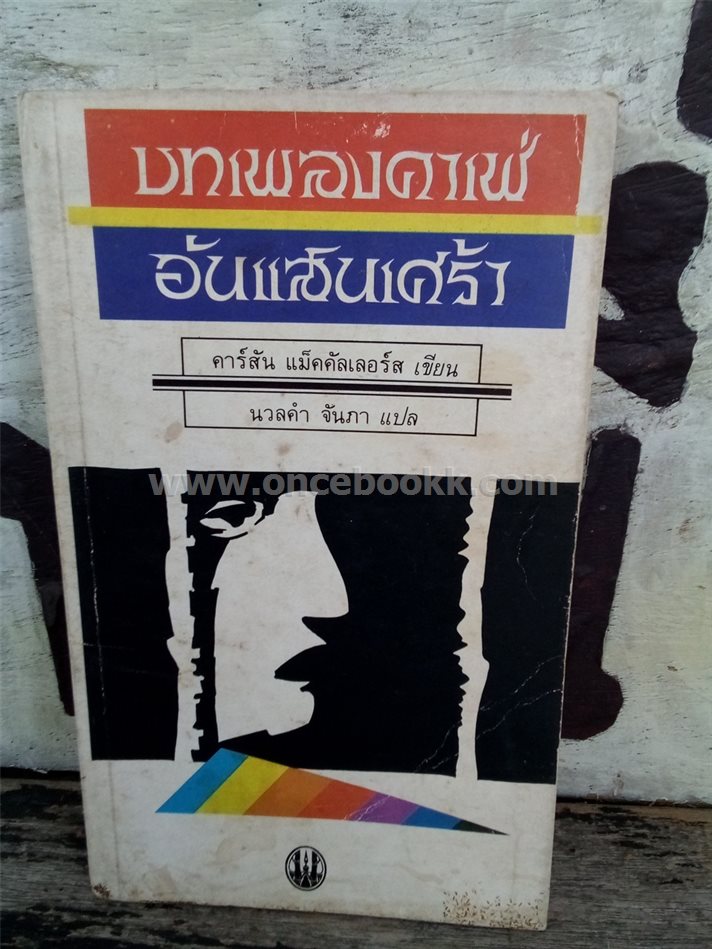 บทเพลงคาเฟ่
อันแสนเศร้า
คาร์สัน แม็คคัลเลอร์ส เขียน
นวลคำ จันภา แปล
www.oncebookk.com